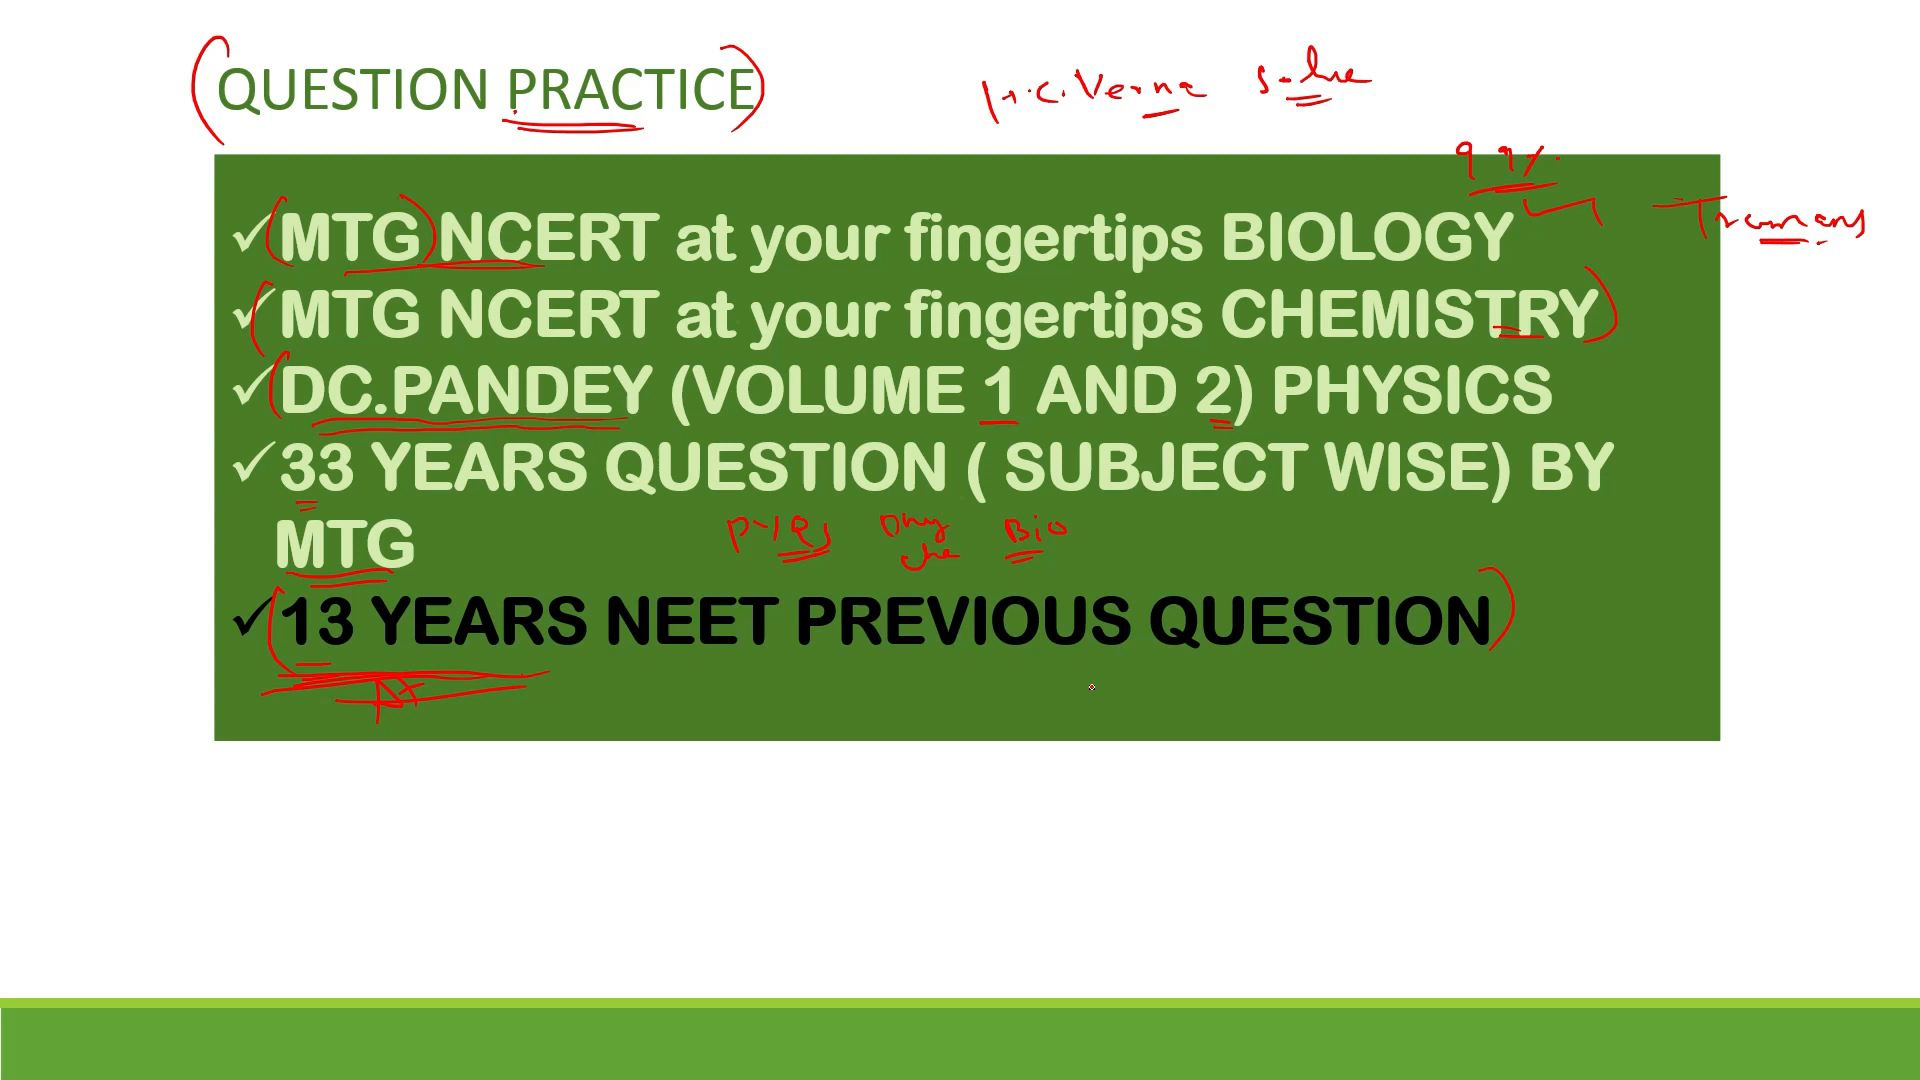 QUESTION PRACTICE
H.C. Verma Solve
99%.
✓ MTG NCERT at your fingertips BIOLOGY
Tremans
✓ MTG NCERT at your fingertips CHEMISTRY
✓ DC.PANDEY (VOLUME 1 AND 2) PHYSICS
✓ 33 YEARS QUESTION ( SUBJECT WISE) BY
MTG
PYQs Phy Bio
che
✓ 13 YEARS NEET PREVIOUS QUESTION